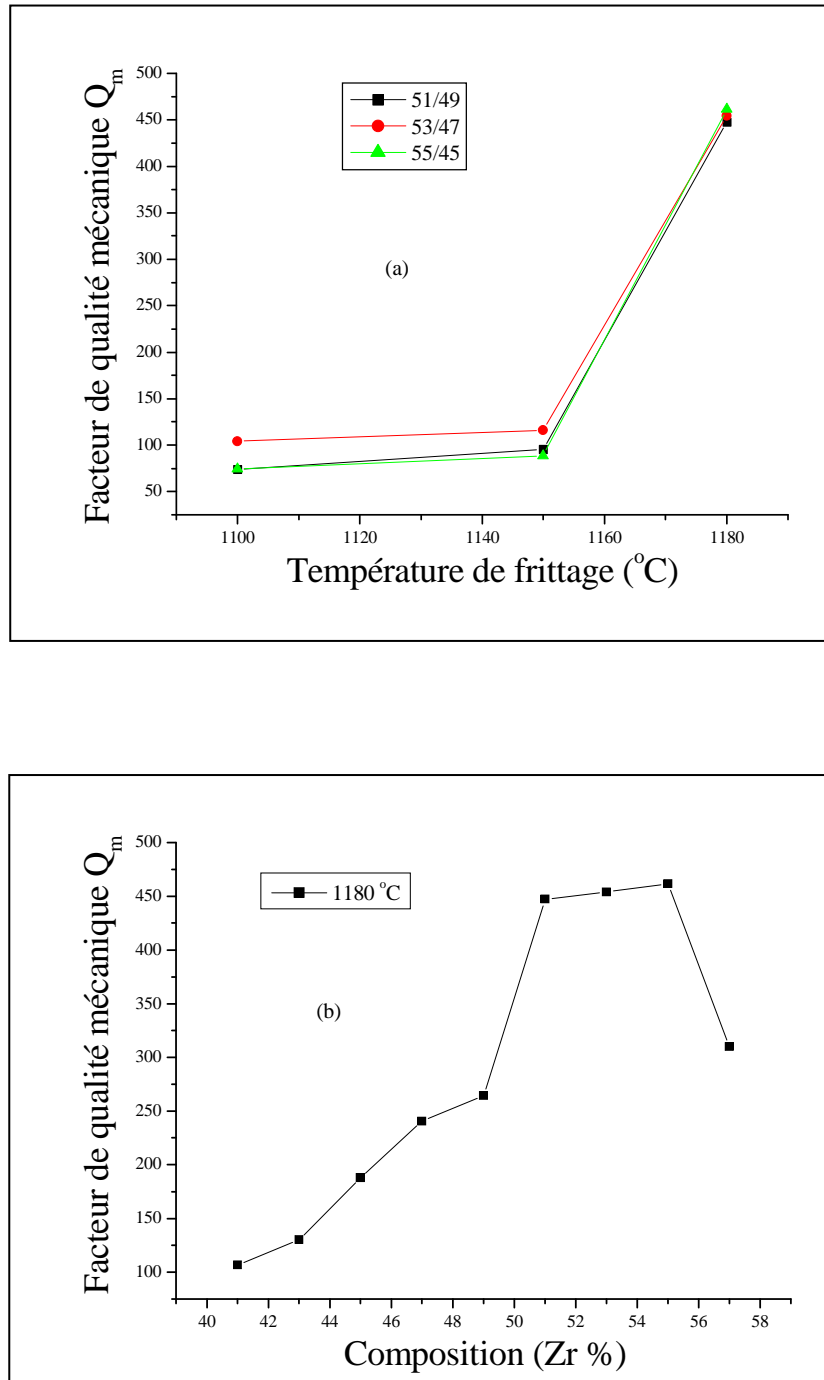 Facteur de qualité mécanique Qm
500
450
400
350
300
250
200
150
100
50
51/49
53/47
55/45
(a)
1100 1120 1140 1160 1180
Température de frittage (°C)
Facteur de qualité mécanique Qm
500
450
400
350
300
250
200
150
100
1180 °C
(b)
40 42 44 46 48 50 52 54 56 58
Composition (Zr %)